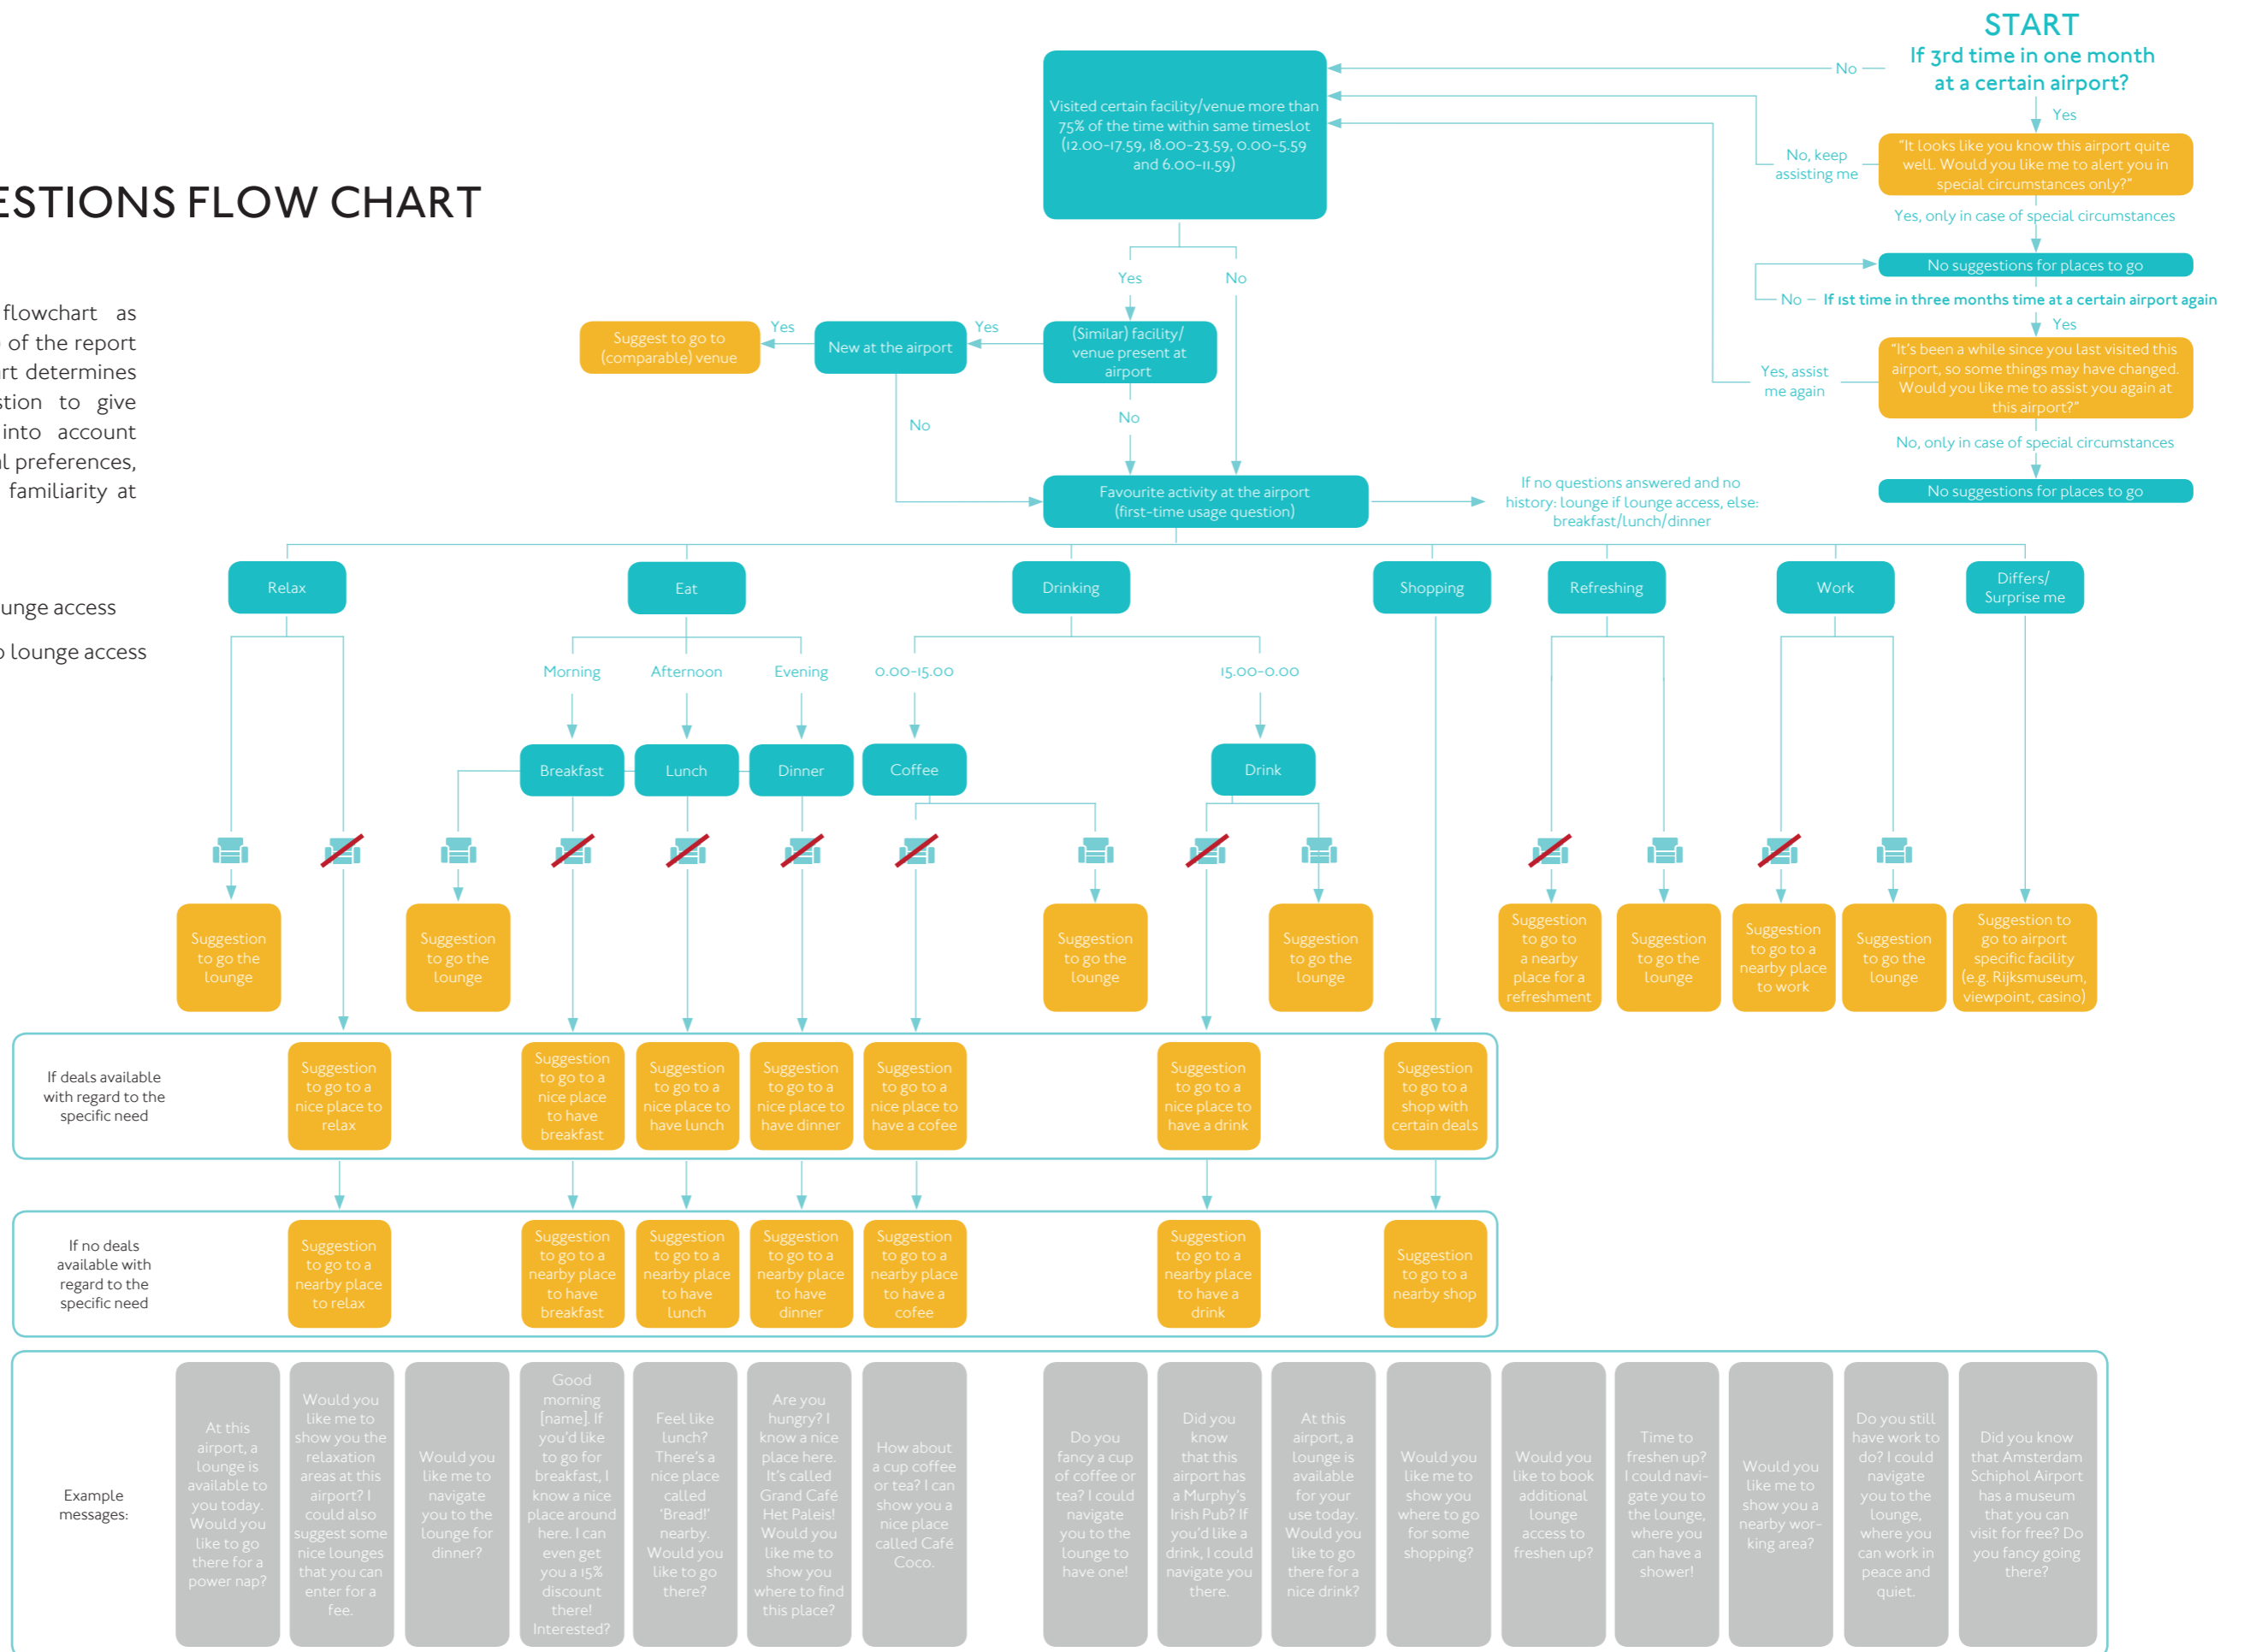 START
If 3rd time in one month
at a certain airport?
No
Yes
"It looks like you know this airport quite
well. Would you like me to alert you in
special circumstances only?"
No, keep
assisting me
Yes, only in case of special circumstances
No suggestions for places to go
No
If 1st time in three months time at a certain airport again
Yes
"It's been a while since you last visited this
airport, so some things may have changed.
Would you like me to assist you again at
this airport?"
Yes, assist
me again
No, only in case of special circumstances
No suggestions for places to go
ESTIONS FLOW CHART
flowchart as
of the report
art determines
stion to give
into account
al preferences,
familiarity at
unge access
o lounge access
Visited certain facility/venue more than
75% of the time within same timeslot
(12.00-17.59, 18.00-23.59, 0.00-5.59
and 6.00-11.59)
Yes
No
(Similar) facility/
venue present at
airport
Yes
New at the airport
Yes
Suggest to go to
(comparable) venue
No
No
Favourite activity at the airport
(first-time usage question)
If no questions answered and no
history: lounge if lounge access, else:
breakfast/lunch/dinner
Relax
Eat
Drinking
Shopping
Refreshing
Work
Differs/
Surprise me
Morning
Afternoon
Evening
0.00-15.00
15.00-0.00
Breakfast
Lunch
Dinner
Coffee
Drink
Suggestion
to go the
lounge
Suggestion
to go the
lounge
Suggestion
to go the
lounge
Suggestion
to go the
lounge
Suggestion
to go to
a nearby
place for a
refreshment
Suggestion
to go the
lounge
Suggestion
to go to a
nearby place
to work
Suggestion
to go the
lounge
Suggestion to
go to airport
specific facility
(e.g. Rijksmuseum,
viewpoint, casino)
If deals available
with regard to the
specific need
Suggestion
to go to a
nice place to
relax
Suggestion
to go to a
nice place
to have
breakfast
Suggestion
to go to a
nice place to
have lunch
Suggestion
to go to a
nice place to
have dinner
Suggestion
to go to a
nice place to
have a cofee
Suggestion
to go to a
nice place to
have a drink
Suggestion
to go to a
shop with
certain deals
If no deals
available with
regard to the
specific need
Suggestion
to go to a
nearby place
to relax
Suggestion
to go to a
nearby place
to have
breakfast
Suggestion
to go to a
nearby place
to have
lunch
Suggestion
to go to a
nearby place
to have
dinner
Suggestion
to go to a
nearby place
to have a
cofee
Suggestion
to go to a
nearby place
to have a
drink
Suggestion
to go to a
nearby shop
Example
messages:
At this
airport, a
lounge is
available to
you today.
Would you
like to go
there for a
power nap?
Would you
like me to
show you the
relaxation
areas at this
airport? I
could also
suggest some
nice lounges
that you can
enter for a
fee.
Would you
like me to
navigate
you to the
lounge for
dinner?
Good
morning
[name]. If
you'd like
to go for
breakfast, I
know a nice
place around
here. I can
even get
you a 15%
discount
there!
Interested?
Feel like
lunch?
There's a
nice place
called
'Bread!'
nearby.
Would you
like to go
there?
Are you
hungry? I
know a nice
place here.
It's called
Grand Café
Het Paleis!
Would you
like me to
show you
where to find
this place?
How about
a cup coffee
or tea? I can
show you a
nice place
called Café
Coco.
Do you
fancy a cup
of coffee or
tea? I could
navigate
you to the
lounge to
have one!
Did you
know
that this
airport has
a Murphy's
Irish Pub? If
you'd like a
drink, I could
navigate you
there.
At this
airport, a
lounge is
available
for your
use today.
Would you
like to go
there for a
nice drink?
Would you
like me to
show you
where to go
for some
shopping?
Would you
like to book
additional
lounge
access to
freshen up?
Time to
freshen up?
I could navi-
gate you to
the lounge,
where you
can have a
shower!
Would you
like me to
show you a
nearby wor-
king area?
Do you still
have work to
do? I could
navigate
you to the
lounge,
where you
can work in
peace and
quiet.
Did you know
that Amsterdam
Schiphol Airport
has a museum
that you can
visit for free? Do
you fancy going
there?